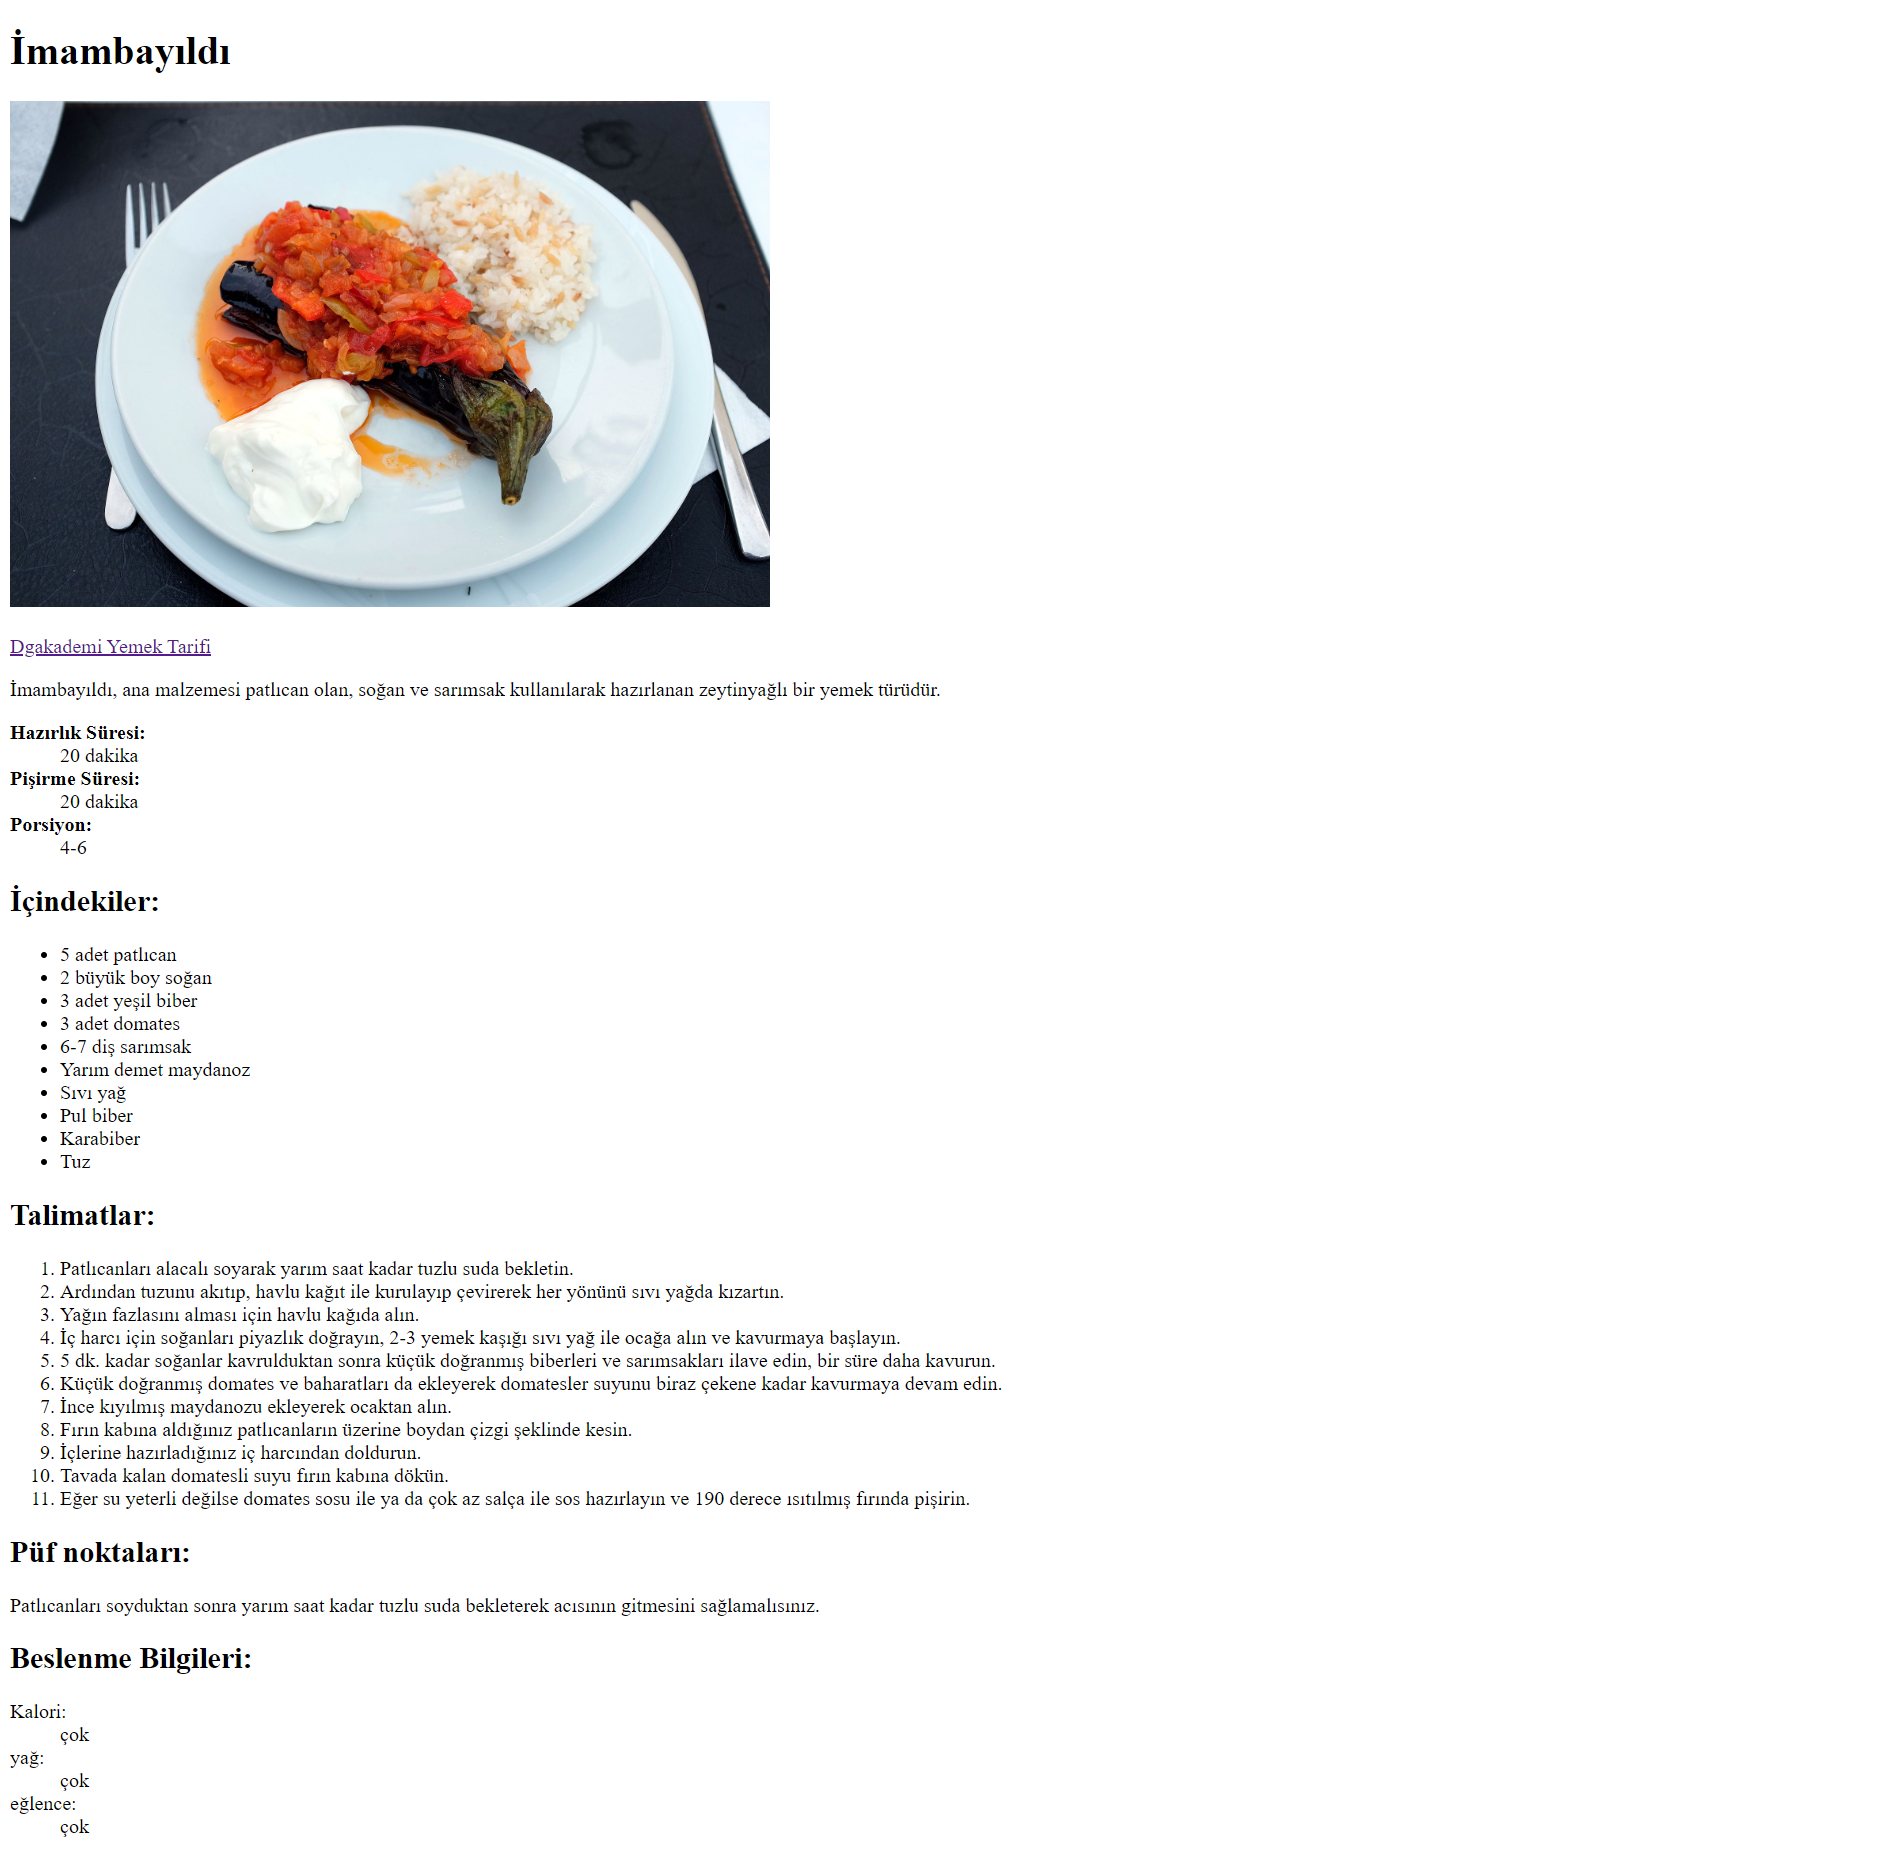 İmambayıldı
Dgakademi Yemek Tarifi
İmambayıldı, ana malzemesi patlıcan olan, soğan ve sarımsak kullanılarak hazırlanan zeytinyağlı bir yemek türüdür.
Hazırlık Süresi:
20 dakika
Pişirme Süresi:
20 dakika
Porsiyon:
4-6
İçindekiler:
• 5 adet patlıcan
• 2 büyük boy soğan
• 3 adet yeşil biber
• 3 adet domates
• 6-7 diş sarımsak
• Yarım demet maydanoz
• Sıvı yağ
• Pul biber
• Karabiber
• Tuz
Talimatlar:
1. Patlıcanları alacalı soyarak yarım saat kadar tuzlu suda bekletin.
2. Ardından tuzunu akıtıp, havlu kağıt ile kurulayıp çevirerek her yönünü sıvı yağda kızartın.
3. Yağın fazlasını alması için havlu kağıda alın.
4. İç harcı için soğanları piyazlık doğrayın, 2-3 yemek kaşığı sıvı yağ ile ocağa alın ve kavurmaya başlayın.
5. 5 dk. kadar soğanlar kavrulduktan sonra küçük doğranmış biberleri ve sarımsakları ilave edin, bir süre daha kavurun.
6. Küçük doğranmış domates ve baharatları da ekleyerek domatesler suyunu biraz çekene kadar kavurmaya devam edin.
7. İnce kıyılmış maydanozu ekleyerek ocaktan alın.
8. Fırın kabına aldığınız patlıcanların üzerine boydan çizgi şeklinde kesin.
9. İçlerine hazırladığınız iç harcından doldurun.
10. Tavada kalan domatesli suyu fırın kabına dökün.
11. Eğer su yeterli değilse domates sosu ile ya da çok az salça ile sos hazırlayın ve 190 derece ısıtılmış fırında pişirin.
Püf noktaları:
Patlıcanları soyduktan sonra yarım saat kadar tuzlu suda bekleterek acısının gitmesini sağlamalısınız.
Beslenme Bilgileri:
Kalori:
çok
yağ:
çok
eğlence:
çok